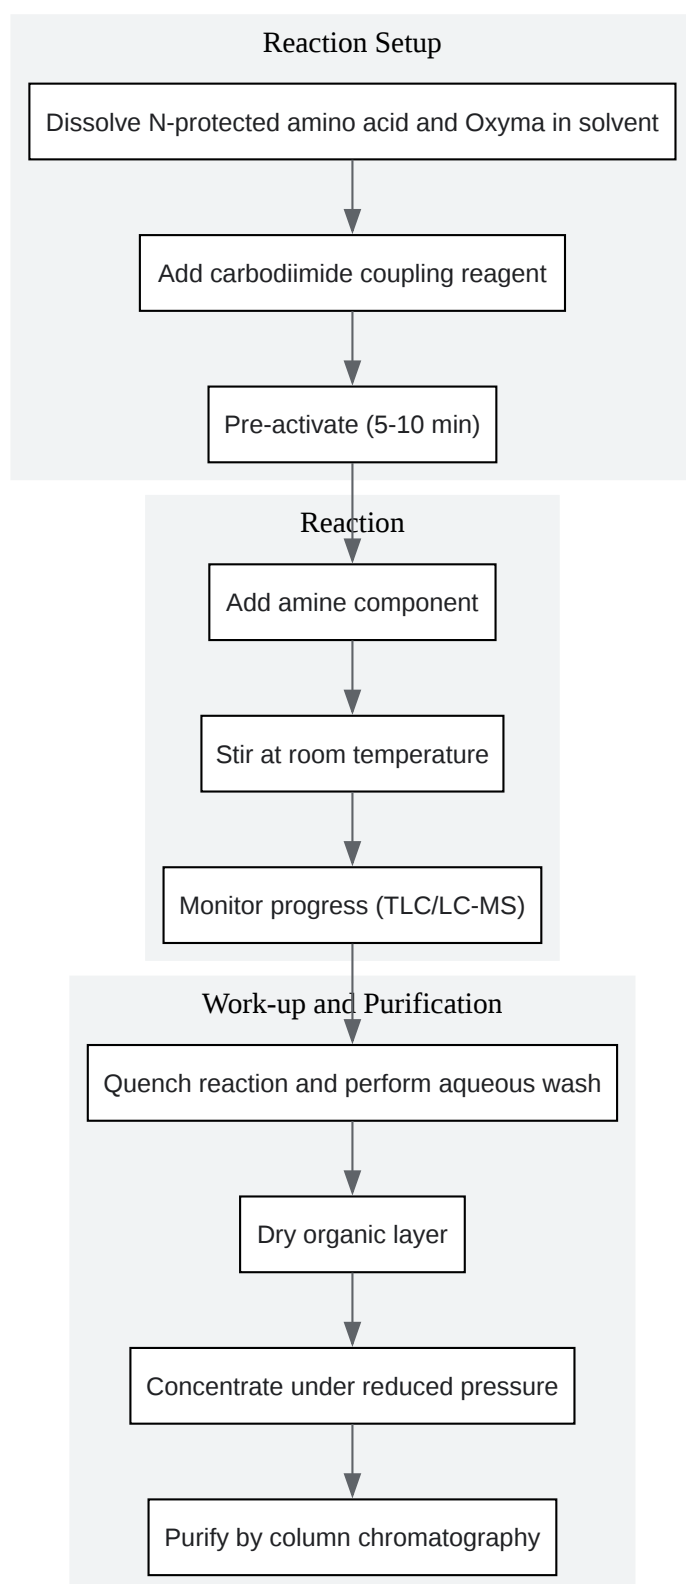 Reaction Setup
Dissolve N-protected amino acid and Oxyma in solvent
Add carbodiimide coupling reagent
Pre-activate (5-10 min)
Reaction
Add amine component
Stir at room temperature
Monitor progress (TLC/LC-MS)
Work-up and Purification
Quench reaction and perform aqueous wash
Dry organic layer
Concentrate under reduced pressure
Purify by column chromatography